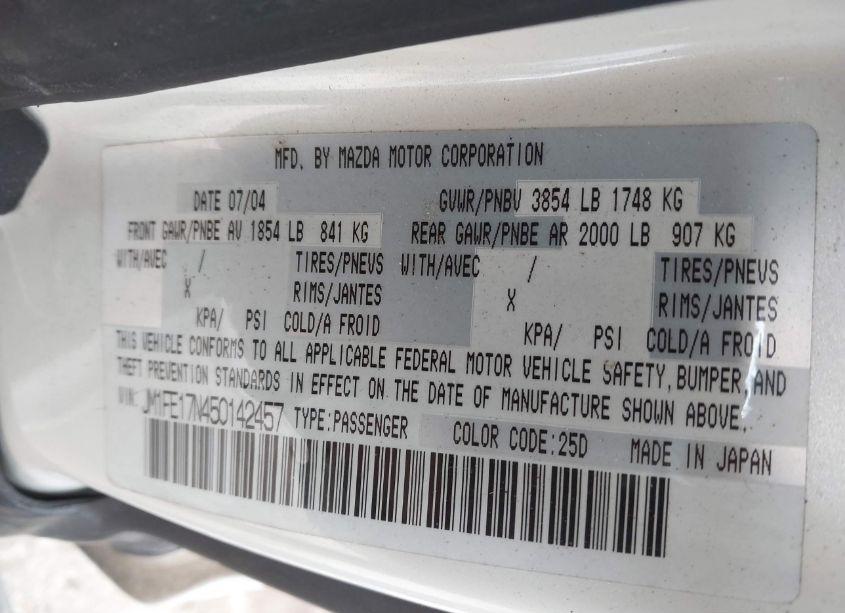 MFD. BY MAZDA MOTOR CORPORATION
DATE 07/04 GVWR/PNBV 3854 LB 1748 KG
FRONT GAWR/PNBE AV 1854 LB 841 KG REAR GAWR/PNBE AR 2000 LB 907 KG
WITH/AVEC / TIRES/PNEUS WITH/AVEC / TIRES/PNEUS
X RIMS/JANTES X RIMS/JANTES
KPA/ PSI COLD/A FROID KPA/ PSI COLD/A FROID
THIS VEHICLE CONFORMS TO ALL APPLICABLE FEDERAL MOTOR VEHICLE SAFETY, BUMPER, AND
THEFT PREVENTION STANDARDS IN EFFECT ON THE DATE OF MANUFACTURE SHOWN ABOVE.
VIN: JM1FE17N450142457 TYPE:PASSENGER COLOR CODE:25D MADE IN JAPAN